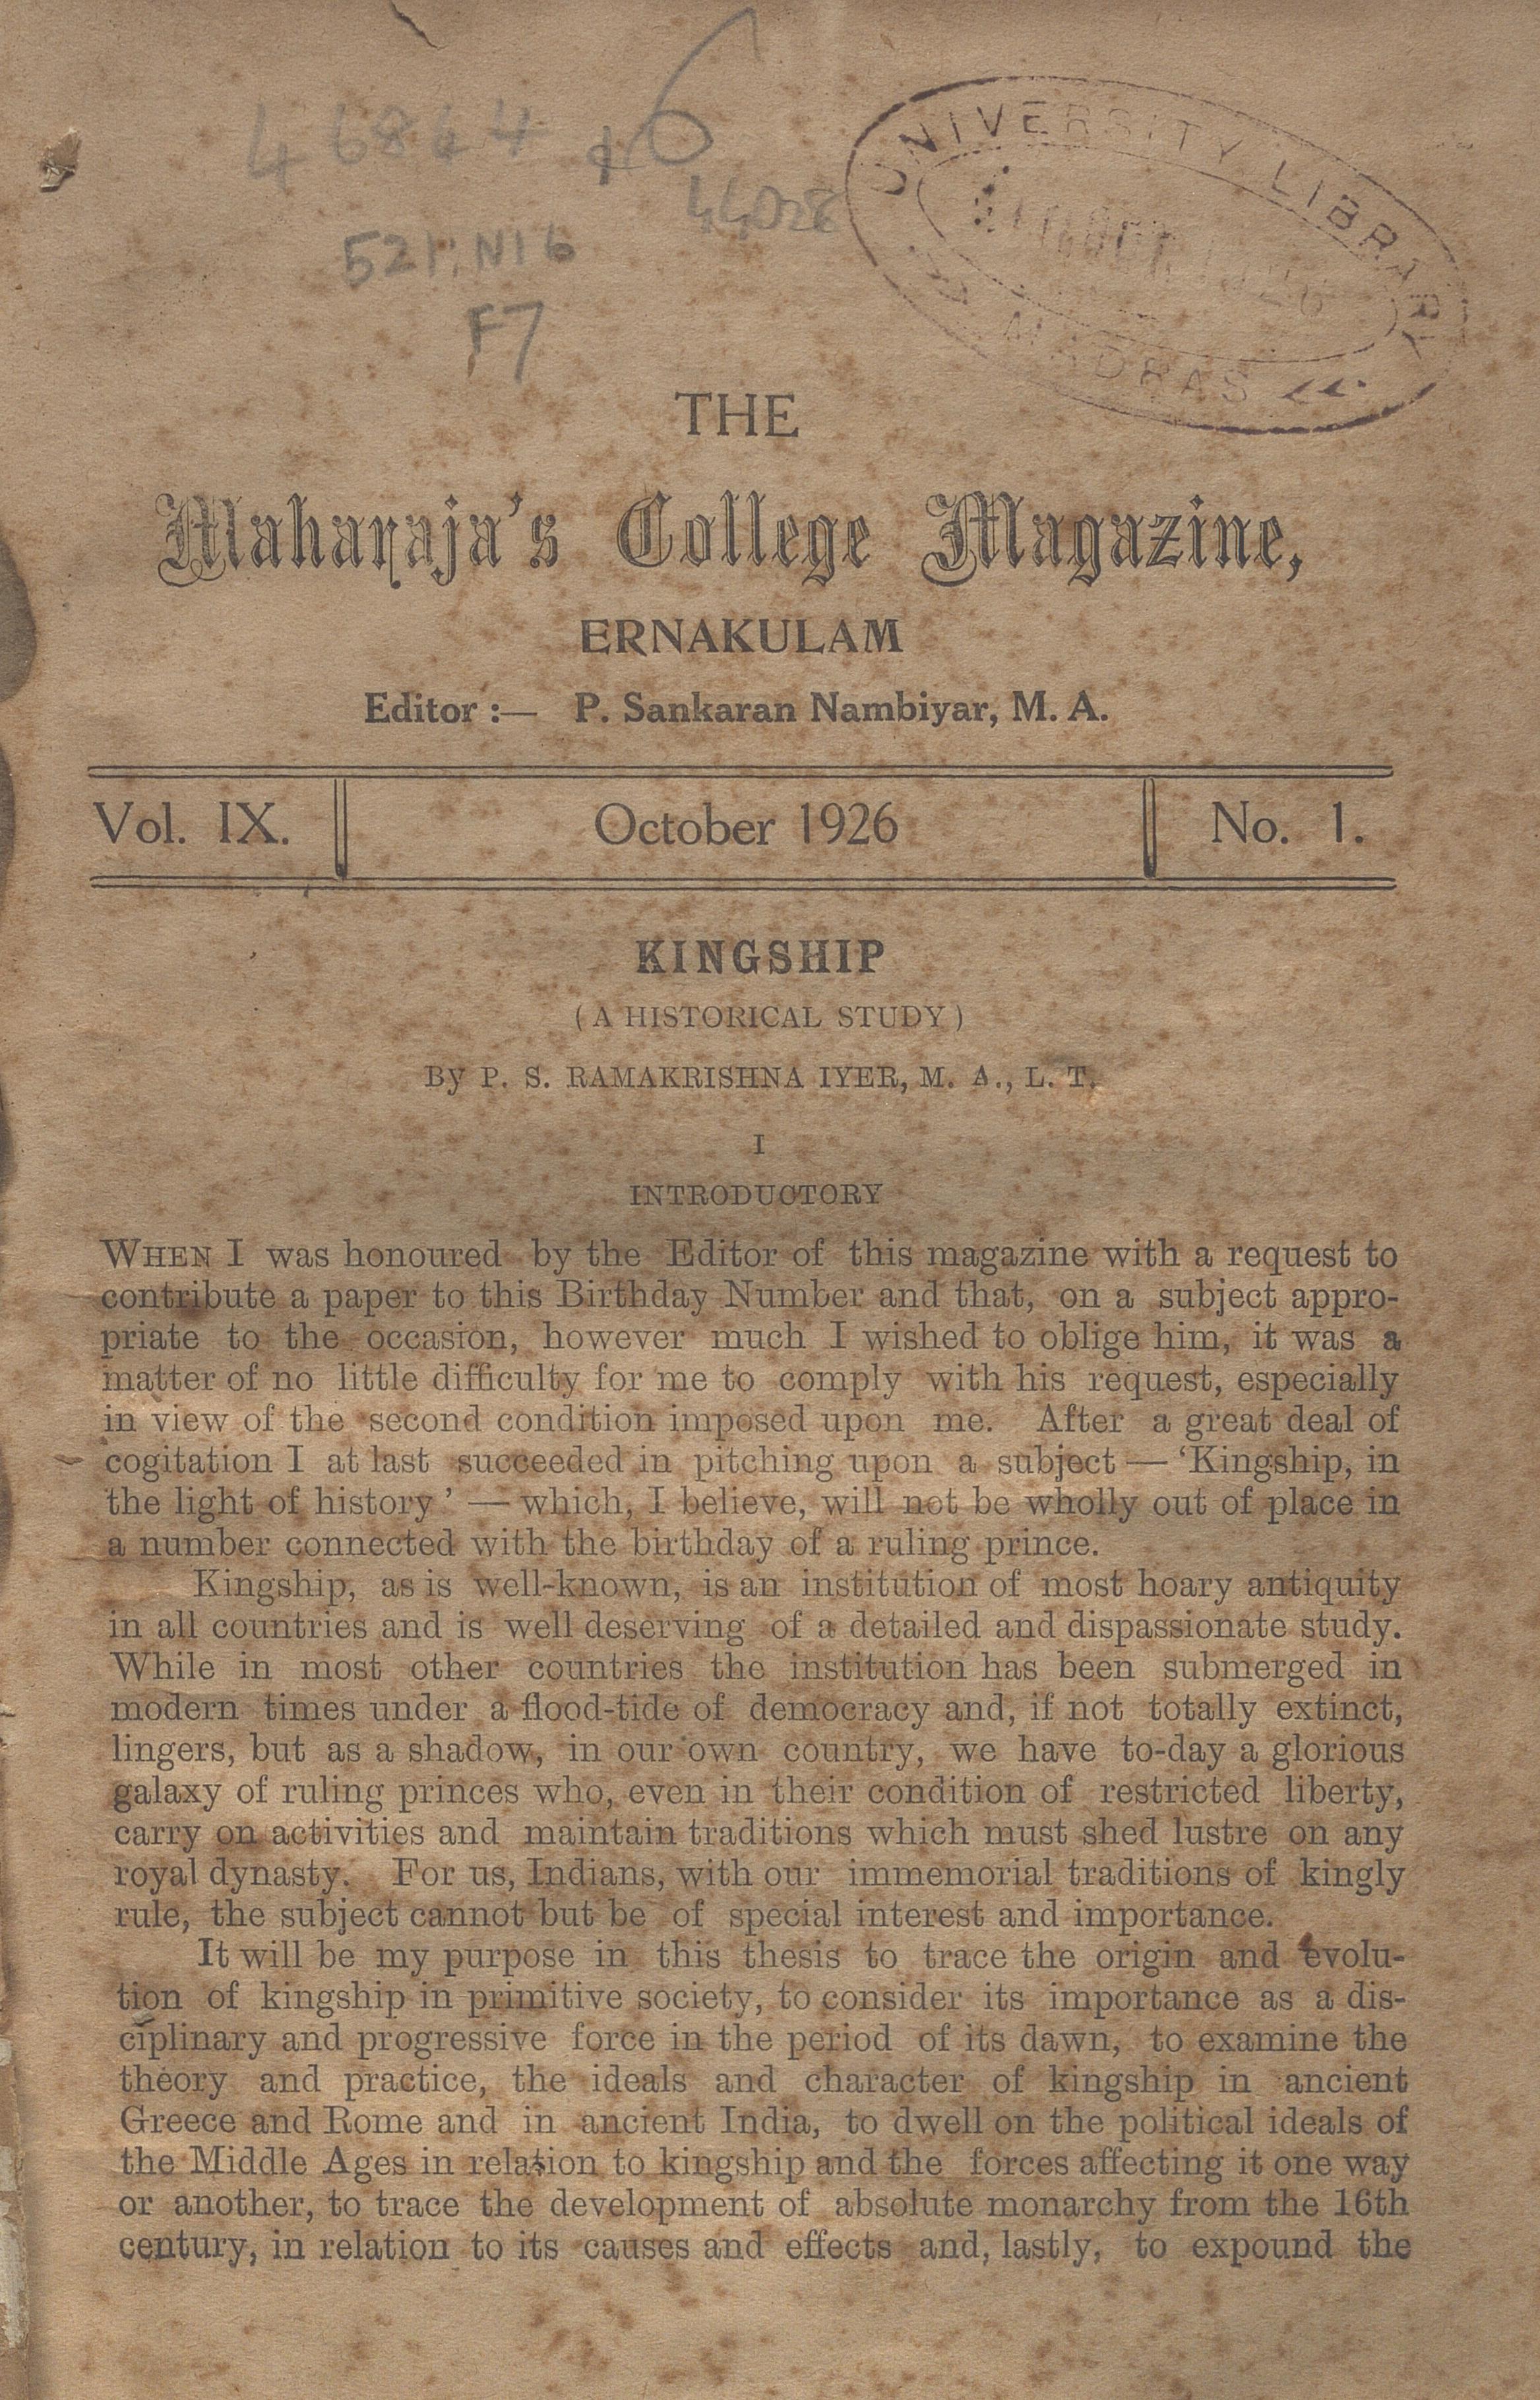 44028
521:N16
F7
UNIVERSITY LIBRARY
MADRAS
THE
Maharaja's College Magazine,
ERNAKULAM
Editor :— P. Sankaran Nambiyar, M. A.
Vol. IX. October 1926 No. 1.
KINGSHIP
( A HISTORICAL STUDY )
By P. S. RAMAKRISHNA IYER, M. A., L. T.
I
INTRODUCTORY
WHEN I was honoured by the Editor of this magazine with a request to
contribute a paper to this Birthday Number and that, on a subject appro-
priate to the occasion, however much I wished to oblige him, it was a
matter of no little difficulty for me to comply with his request, especially
in view of the second condition imposed upon me. After a great deal of
cogitation I at last succeeded in pitching upon a subject — 'Kingship, in
the light of history' — which, I believe, will not be wholly out of place in
a number connected with the birthday of a ruling prince.
Kingship, as is well-known, is an institution of most hoary antiquity
in all countries and is well deserving of a detailed and dispassionate study.
While in most other countries the institution has been submerged in
modern times under a flood-tide of democracy and, if not totally extinct,
lingers, but as a shadow, in our own country, we have to-day a glorious
galaxy of ruling princes who, even in their condition of restricted liberty,
carry on activities and maintain traditions which must shed lustre on any
royal dynasty. For us, Indians, with our immemorial traditions of kingly
rule, the subject cannot but be of special interest and importance.
It will be my purpose in this thesis to trace the origin and evolu-
tion of kingship in primitive society, to consider its importance as a dis-
ciplinary and progressive force in the period of its dawn, to examine the
theory and practice, the ideals and character of kingship in ancient
Greece and Rome and in ancient India, to dwell on the political ideals of
the Middle Ages in relation to kingship and the forces affecting it one way
or another, to trace the development of absolute monarchy from the 16th
century, in relation to its causes and effects and, lastly, to expound the